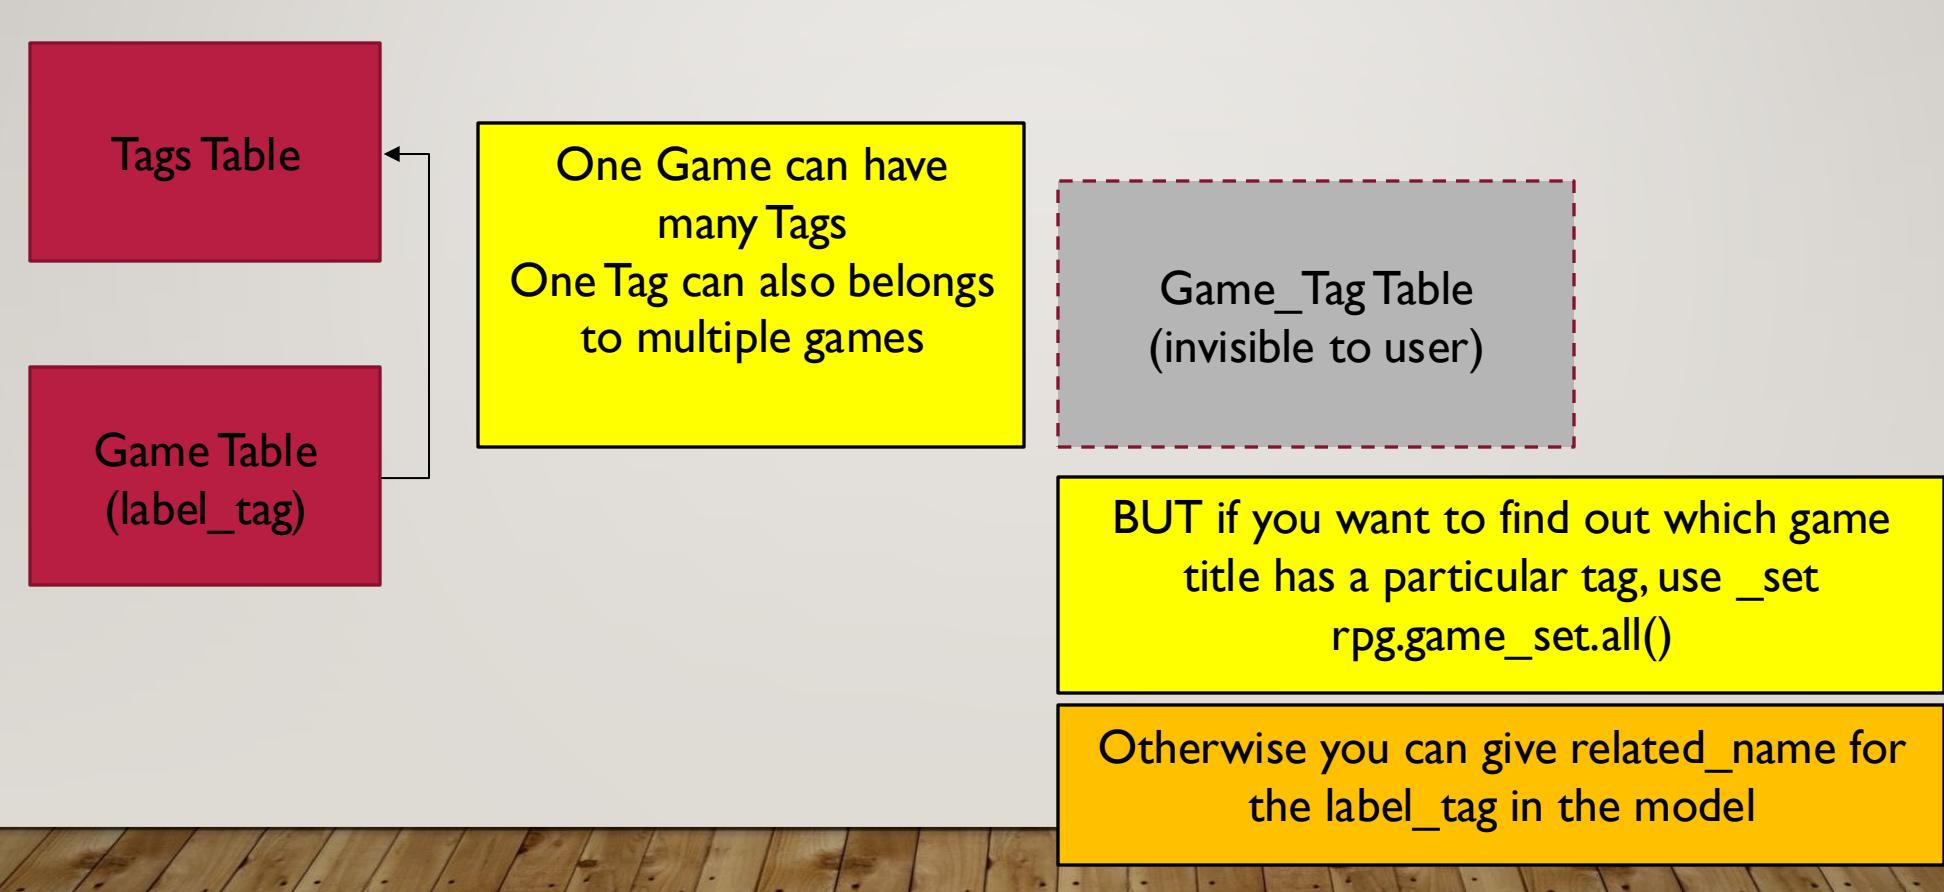 Tags Table
Game Table
(label_tag)
One Game can have
many Tags
One Tag can also belongs
to multiple games
Game_Tag Table
(invisible to user)
BUT if you want to find out which game
title has a particular tag, use _set
rpg.game_set.all()
Otherwise you can give related_name for
the label_tag in the model